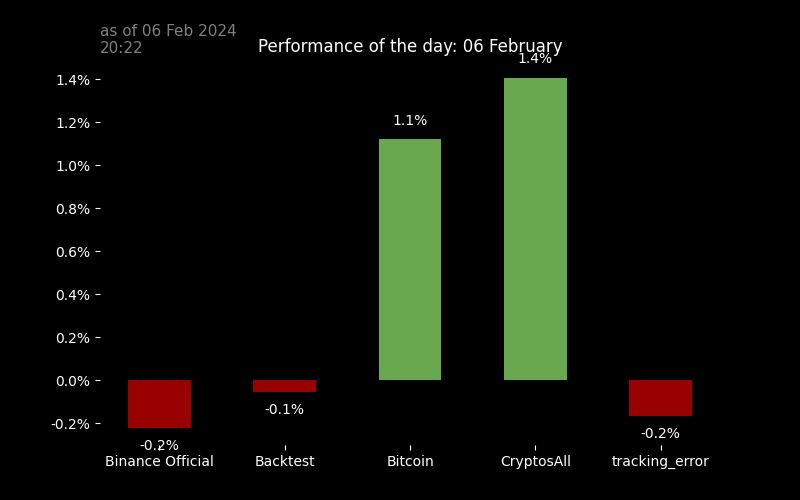 as of 06 Feb 2024
20:22
Performance of the day: 06 February
1.4%
1.4%
1.2%
1.1%
1.0%
0.8%
0.6%
0.4%
0.2%
0.0%
-0.2%
-0.2%
-0.1%
-0.2%
Binance Official
Backtest
Bitcoin
CryptosAll
tracking_error